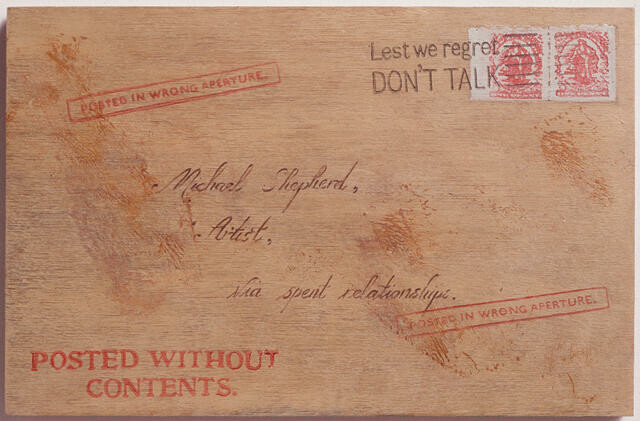 Lest we regret
DON'T TALK
POSTED IN WRONG APERTURE.
Michael Shepherd,
Artist,
via spent relationships.
POSTED IN WRONG APERTURE.
POSTED WITHOUT
CONTENTS.